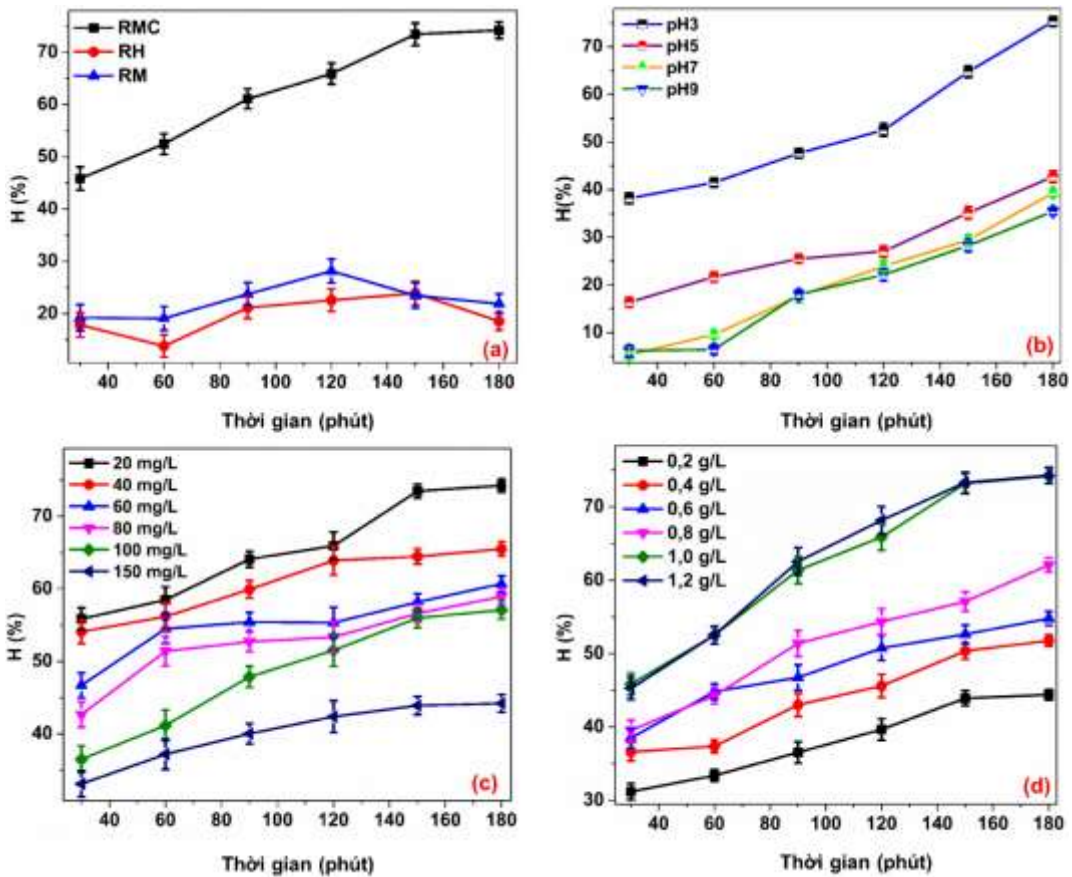 RMC
RH
RM
70
60
50
40
30
20
H (%)
40 60 80 100 120 140 160 180
Thời gian (phút)
(a)
pH3
pH5
pH7
pH9
70
60
50
40
30
20
10
H(%)
40 60 80 100 120 140 160 180
Thời gian (phút)
(b)
20 mg/L
40 mg/L
60 mg/L
80 mg/L
100 mg/L
150 mg/L
70
60
50
40
H (%)
40 60 80 100 120 140 160 180
Thời gian (phút)
(c)
0,2 g/L
0,4 g/L
0,6 g/L
0,8 g/L
1,0 g/L
1,2 g/L
70
60
50
40
30
H (%)
40 60 80 100 120 140 160 180
Thời gian (phút)
(d)